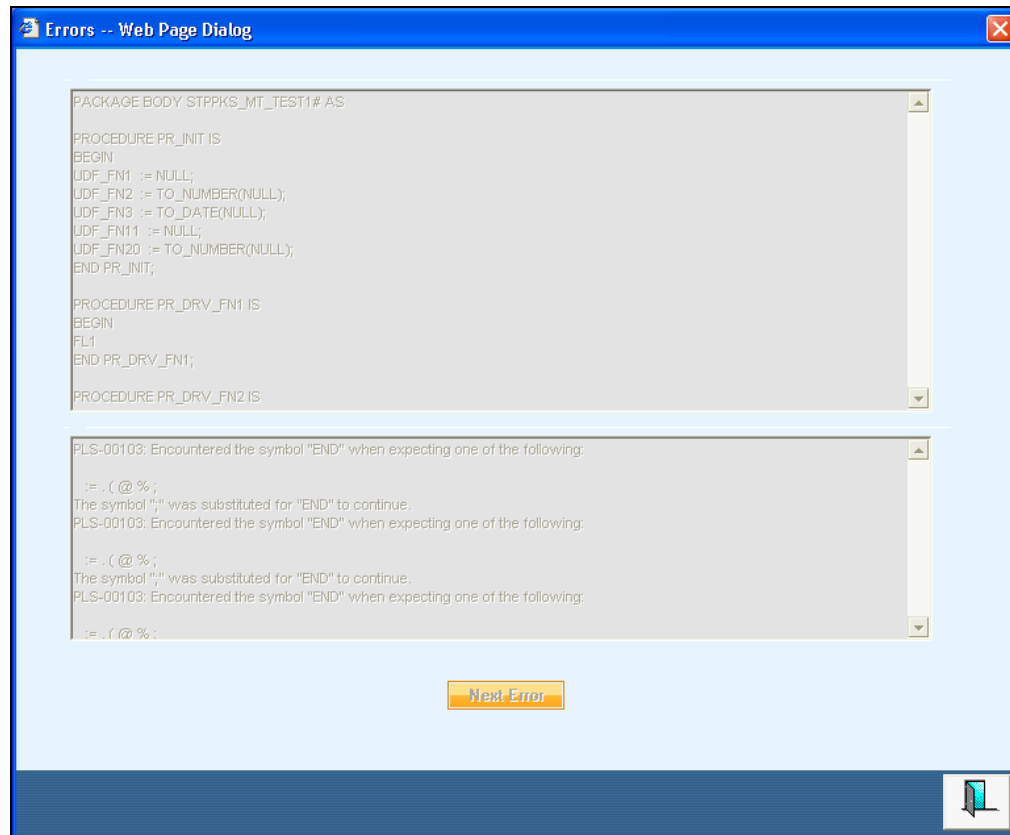 Errors -- Web Page Dialog
PACKAGE BODY STPPKS_MT_TEST1# AS
PROCEDURE PR_INIT IS
BEGIN
UDF_FN1 := NULL;
UDF_FN2 := TO_NUMBER(NULL);
UDF_FN3 := TO_DATE(NULL);
UDF_FN11 := NULL;
UDF_FN20 := TO_NUMBER(NULL);
END PR_INIT;
PROCEDURE PR_DRV_FN1 IS
BEGIN
FL1
END PR_DRV_FN1;
PROCEDURE PR_DRV_FN2 IS
PLS-00103: Encountered the symbol "END" when expecting one of the following:
:= . ( @ % ;
The symbol ";" was substituted for "END" to continue.
PLS-00103: Encountered the symbol "END" when expecting one of the following:
:= . ( @ % ;
The symbol ";" was substituted for "END" to continue.
PLS-00103: Encountered the symbol "END" when expecting one of the following:
:= . ( @ % ;
Next Error